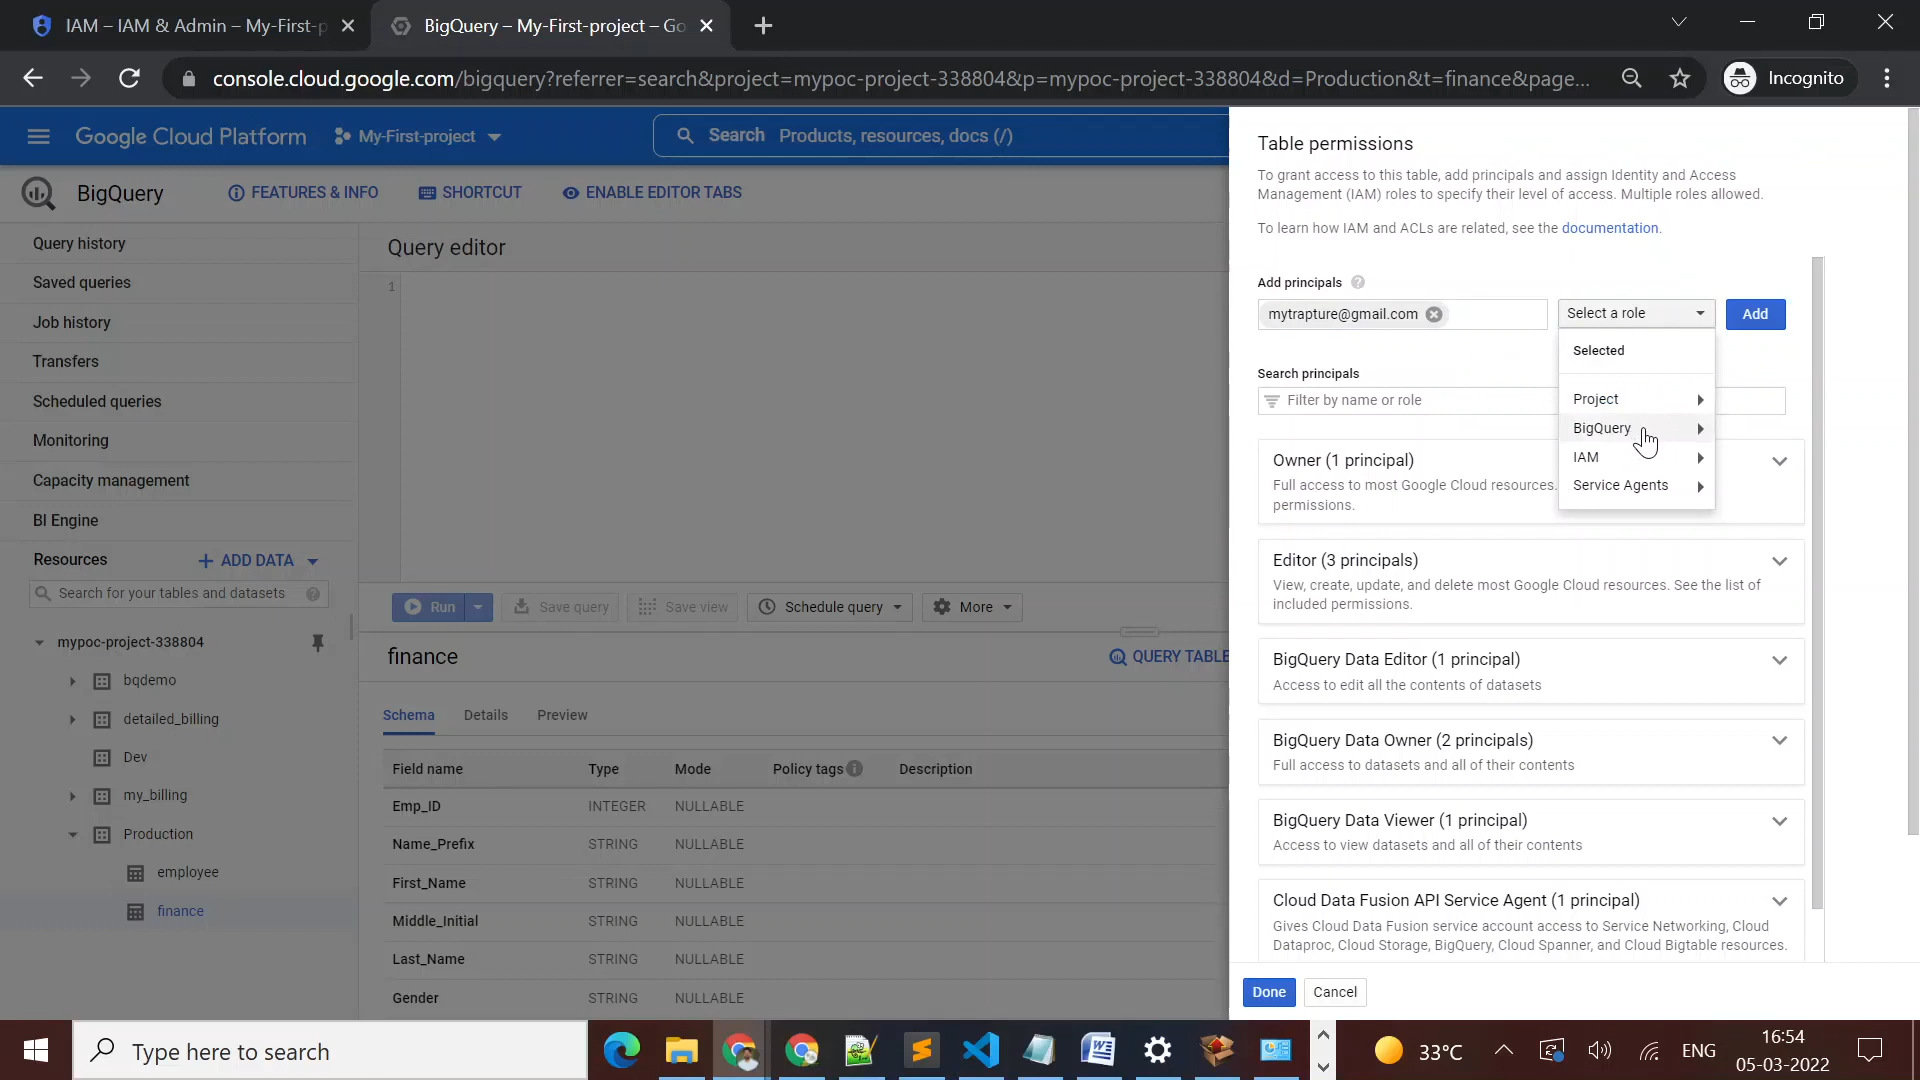 IAM – IAM & Admin – My-First-p
BigQuery – My-First-project – Go
console.cloud.google.com/bigquery?referrer=search&project=mypoc-project-338804&p=mypoc-project-338804&d=Production&t=finance&page...
Incognito
Google Cloud Platform
My-First-project
Search Products, resources, docs (/)
BigQuery
FEATURES & INFO
SHORTCUT
ENABLE EDITOR TABS
Query history
Saved queries
Job history
Transfers
Scheduled queries
Monitoring
Capacity management
BI Engine
Resources
ADD DATA
Search for your tables and datasets
mypoc-project-338804
bqdemo
detailed_billing
Dev
my_billing
Production
employee
finance
Query editor
1
Run
Save query
Save view
Schedule query
More
finance
QUERY TABLE
Schema
Details
Preview
Field name Type Mode Policy tags Description
Emp_ID INTEGER NULLABLE
Name_Prefix STRING NULLABLE
First_Name STRING NULLABLE
Middle_Initial STRING NULLABLE
Last_Name STRING NULLABLE
Gender STRING NULLABLE
Table permissions
To grant access to this table, add principals and assign Identity and Access
Management (IAM) roles to specify their level of access. Multiple roles allowed.
To learn how IAM and ACLs are related, see the documentation.
Add principals
mytrapture@gmail.com
Select a role
Add
Selected
Project
BigQuery
IAM
Service Agents
Search principals
Filter by name or role
Owner (1 principal)
Full access to most Google Cloud resources.
permissions.
Editor (3 principals)
View, create, update, and delete most Google Cloud resources. See the list of
included permissions.
BigQuery Data Editor (1 principal)
Access to edit all the contents of datasets
BigQuery Data Owner (2 principals)
Full access to datasets and all of their contents
BigQuery Data Viewer (1 principal)
Access to view datasets and all of their contents
Cloud Data Fusion API Service Agent (1 principal)
Gives Cloud Data Fusion service account access to Service Networking, Cloud
Dataproc, Cloud Storage, BigQuery, Cloud Spanner, and Cloud Bigtable resources.
Done
Cancel
Type here to search
33°C
ENG
16:54
05-03-2022